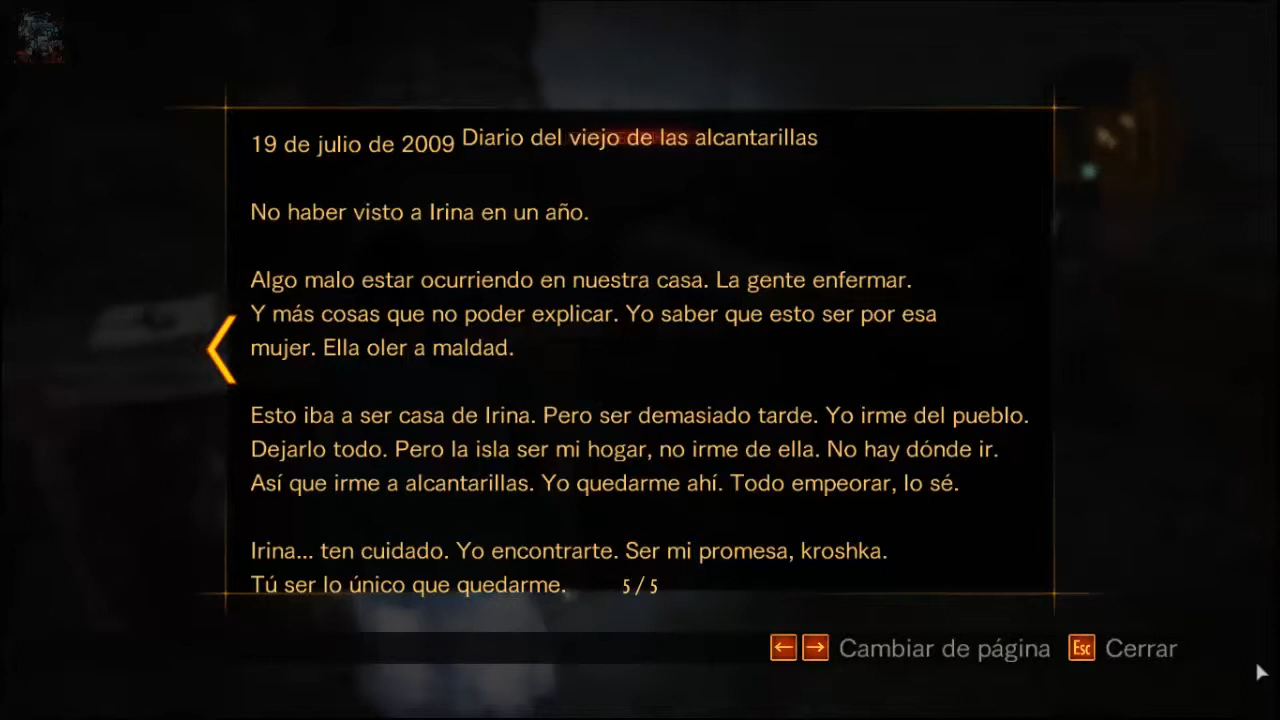 Diario del viejo de las alcantarillas
19 de julio de 2009
No haber visto a Irina en un año.
Algo malo estar ocurriendo en nuestra casa. La gente enfermar.
Y más cosas que no poder explicar. Yo saber que esto ser por esa
mujer. Ella oler a maldad.
Esto iba a ser casa de Irina. Pero ser demasiado tarde. Yo irme del pueblo.
Dejarlo todo. Pero la isla ser mi hogar, no irme de ella. No hay dónde ir.
Así que irme a alcantarillas. Yo quedarme ahí. Todo empeorar, lo sé.
Irina... ten cuidado. Yo encontrarte. Ser mi promesa, kroshka.
Tú ser lo único que quedarme.
5/5
← → Cambiar de página Esc Cerrar